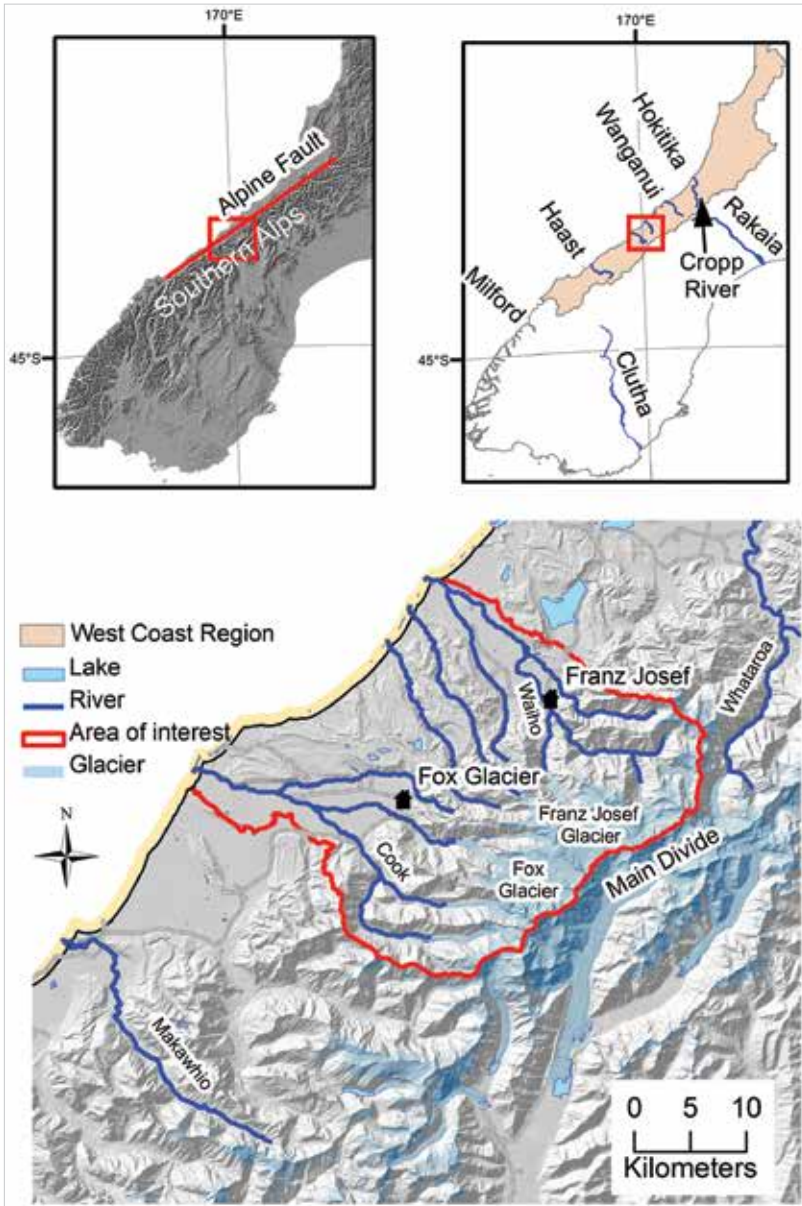 170°E
Alpine Fault
Southern Alps
45°S
170°E
Hokitika
Wanganui
Haast
Rakaia
Cropp
River
Milford
45°S
Clutha
West Coast Region
Lake
River
Area of interest
Glacier
N
Franz Josef
Waiho
Whataroa
Fox Glacier
Franz Josef
Glacier
Main Divide
Cook
Fox
Glacier
Makawhio
0 5 10
Kilometers